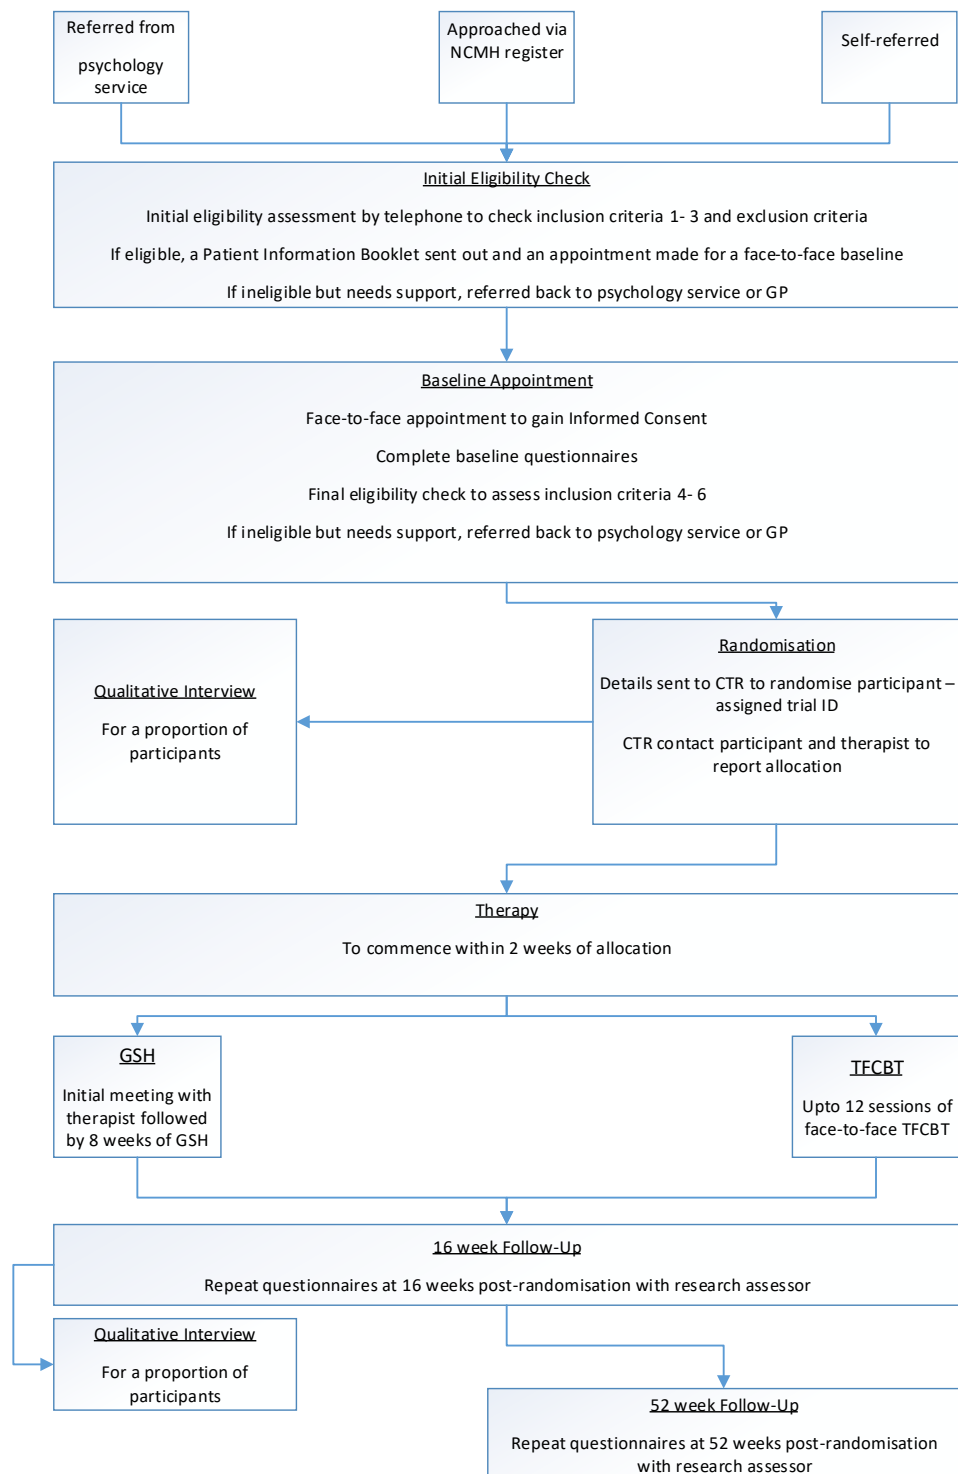 Referred from
psychology
service
Approached via
NCMH register
Self-referred
Initial Eligibility Check
Initial eligibility assessment by telephone to check inclusion criteria 1- 3 and exclusion criteria
If eligible, a Patient Information Booklet sent out and an appointment made for a face-to-face baseline
If ineligible but needs support, referred back to psychology service or GP
Baseline Appointment
Face-to-face appointment to gain Informed Consent
Complete baseline questionnaires
Final eligibility check to assess inclusion criteria 4- 6
If ineligible but needs support, referred back to psychology service or GP
Qualitative Interview
For a proportion of
participants
Randomisation
Details sent to CTR to randomise participant –
assigned trial ID
CTR contact participant and therapist to
report allocation
Therapy
To commence within 2 weeks of allocation
GSH
Initial meeting with
therapist followed
by 8 weeks of GSH
TFCBT
Upto 12 sessions of
face-to-face TFCBT
16 week Follow-Up
Repeat questionnaires at 16 weeks post-randomisation with research assessor
Qualitative Interview
For a proportion of
participants
52 week Follow-Up
Repeat questionnaires at 52 weeks post-randomisation
with research assessor